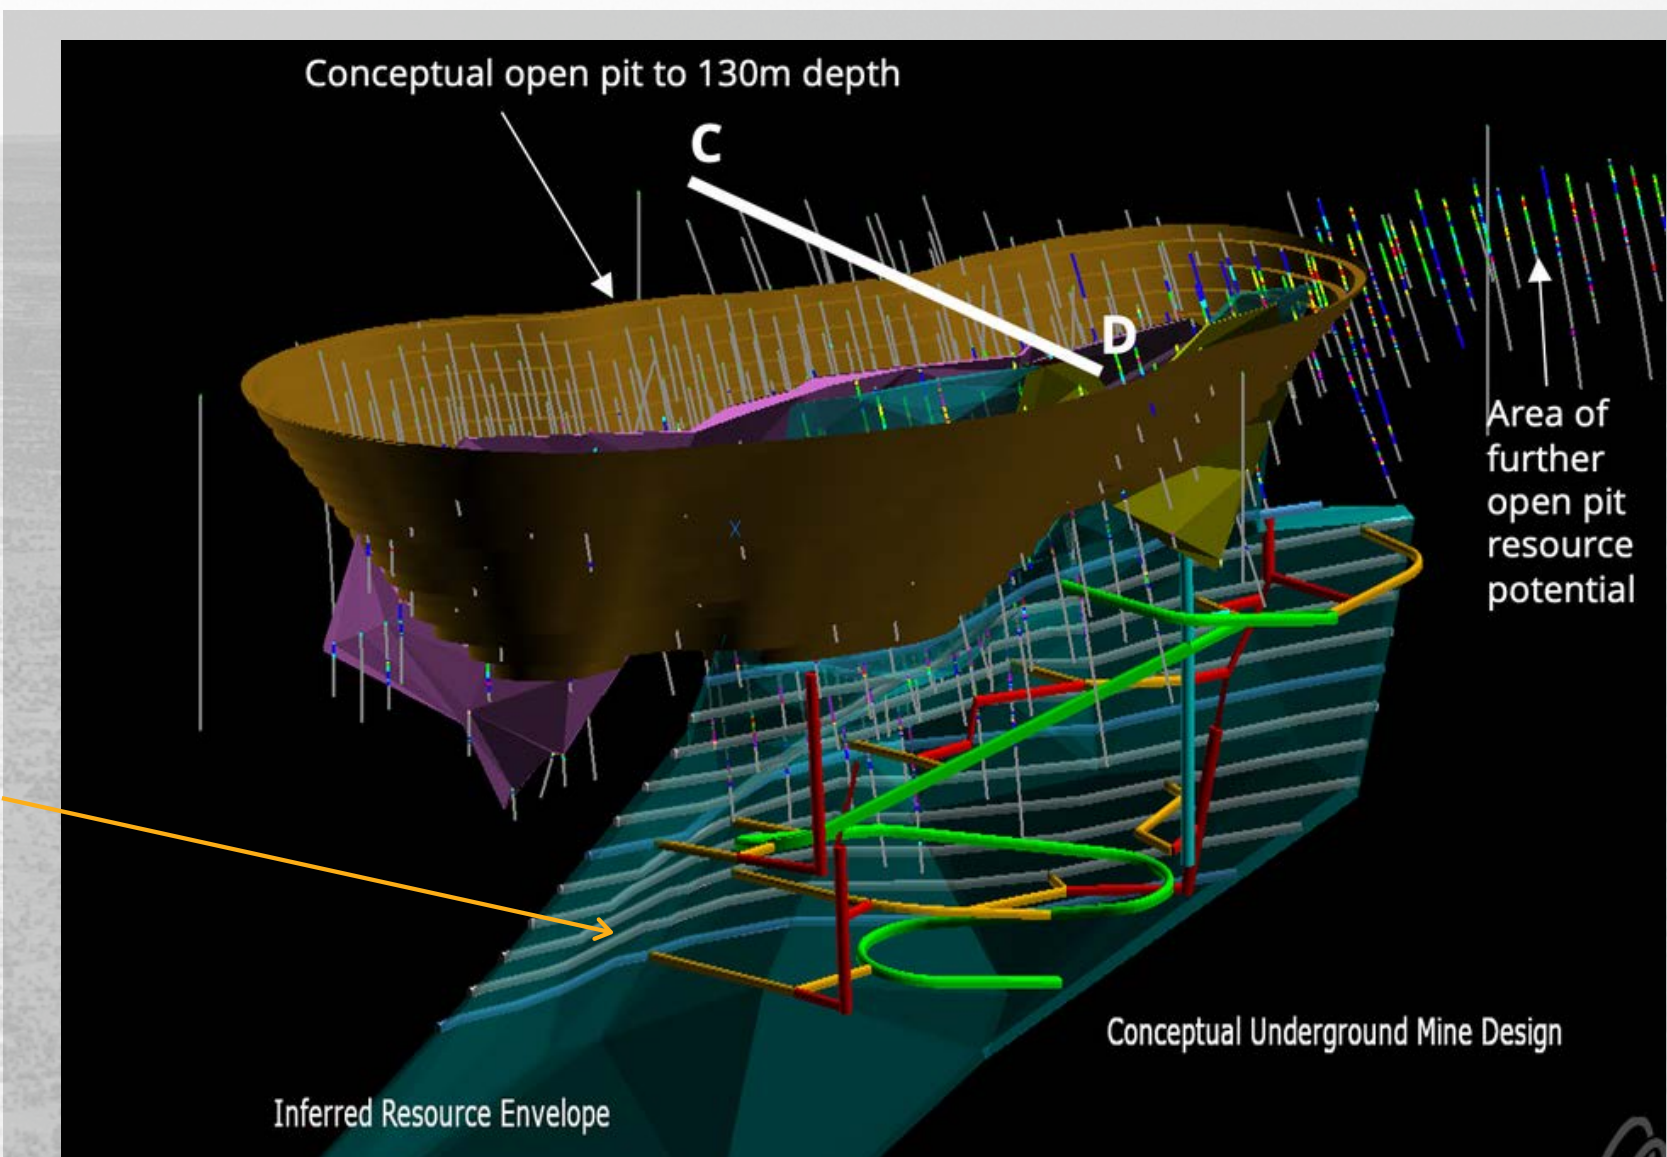 Conceptual open pit to 130m depth
C
D
Area of
further
open pit
resource
potential
Conceptual Underground Mine Design
Inferred Resource Envelope